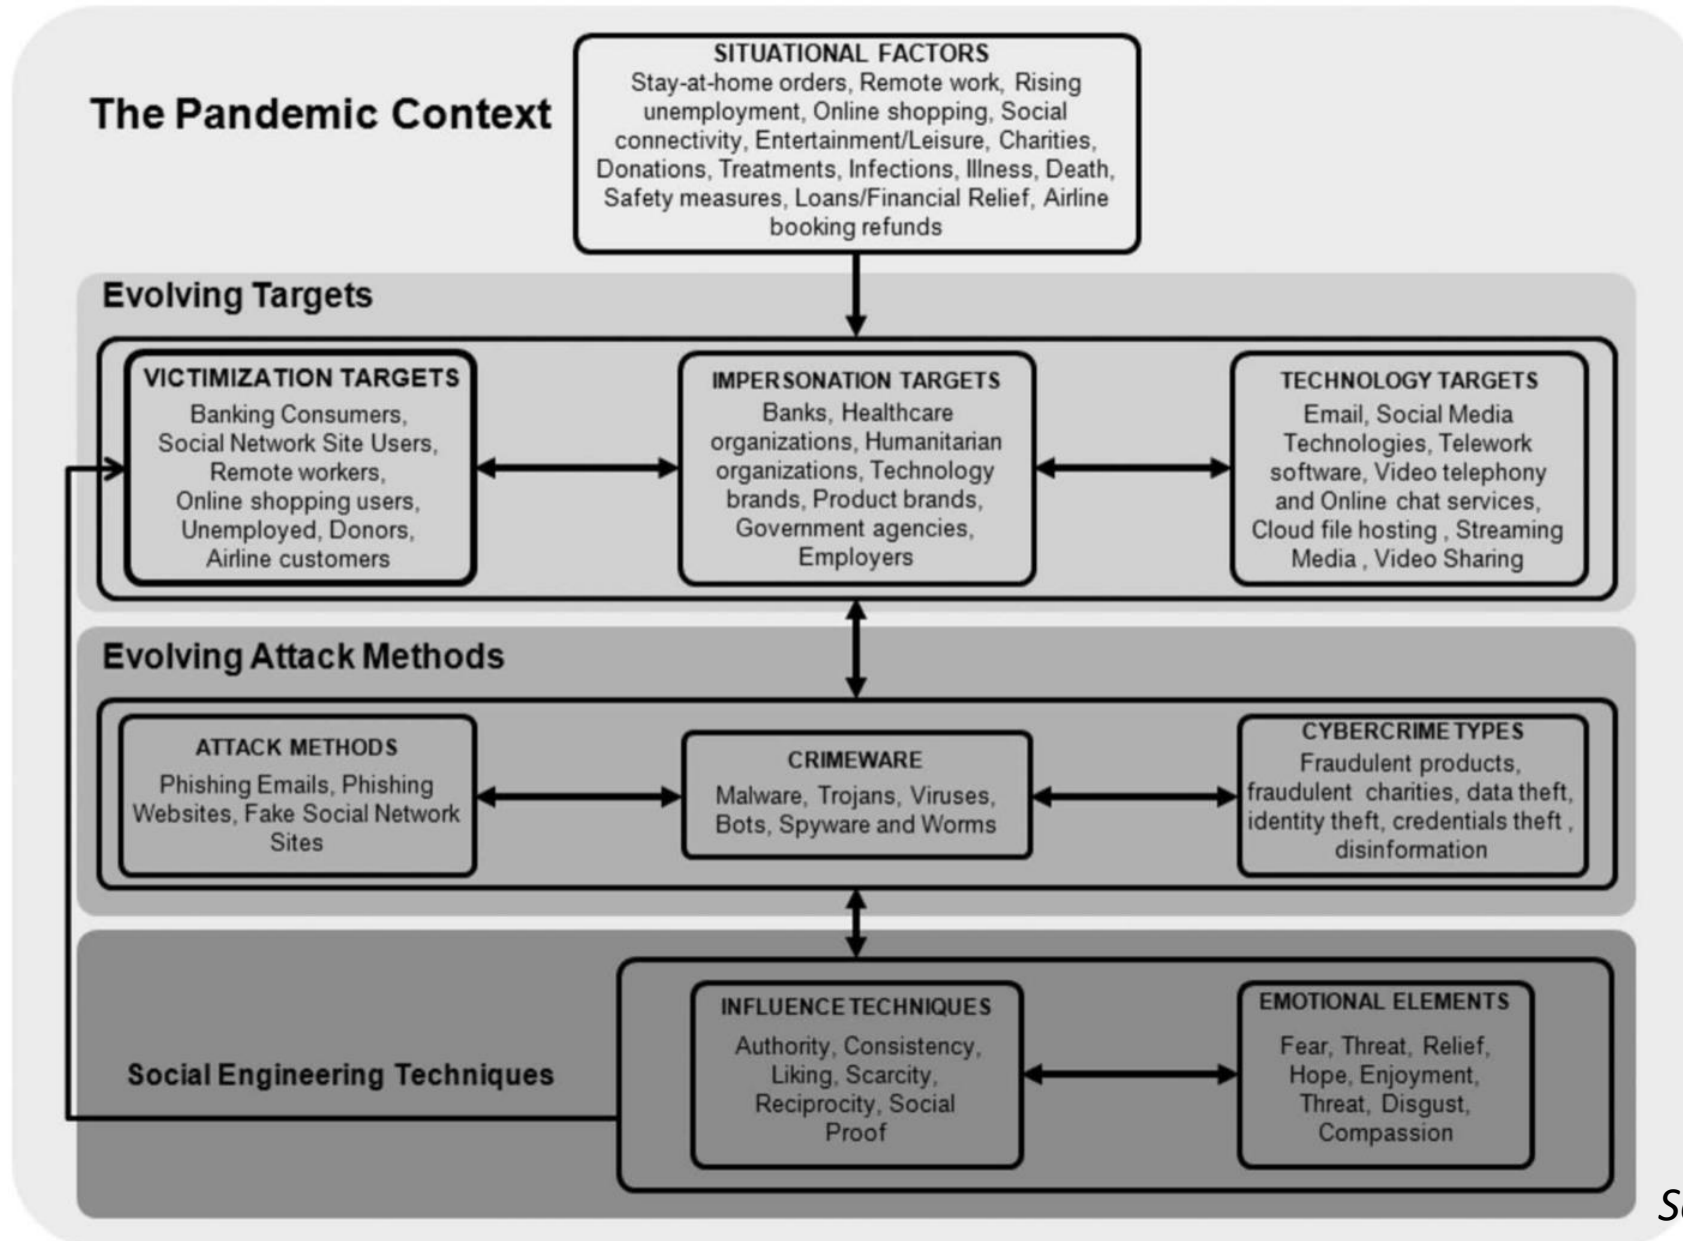 The Pandemic Context
SITUATIONAL FACTORS
Stay-at-home orders, Remote work, Rising
unemployment, Online shopping, Social
connectivity, Entertainment/Leisure, Charities,
Donations, Treatments, Infections, Illness, Death,
Safety measures, Loans/Financial Relief, Airline
booking refunds
Evolving Targets
VICTIMIZATION TARGETS
Banking Consumers,
Social Network Site Users,
Remote workers,
Online shopping users,
Unemployed, Donors,
Airline customers
IMPERSONATION TARGETS
Banks, Healthcare
organizations, Humanitarian
organizations, Technology
brands, Product brands,
Government agencies,
Employers
TECHNOLOGY TARGETS
Email, Social Media
Technologies, Telework
software, Video telephony
and Online chat services,
Cloud file hosting , Streaming
Media , Video Sharing
Evolving Attack Methods
ATTACK METHODS
Phishing Emails, Phishing
Websites, Fake Social Network
Sites
CRIMEWARE
Malware, Trojans, Viruses,
Bots, Spyware and Worms
CYBERCRIME TYPES
Fraudulent products,
fraudulent charities, data theft,
identity theft, credentials theft ,
disinformation
Social Engineering Techniques
INFLUENCE TECHNIQUES
Authority, Consistency,
Liking, Scarcity,
Reciprocity, Social
Proof
EMOTIONAL ELEMENTS
Fear, Threat, Relief,
Hope, Enjoyment,
Threat, Disgust,
Compassion